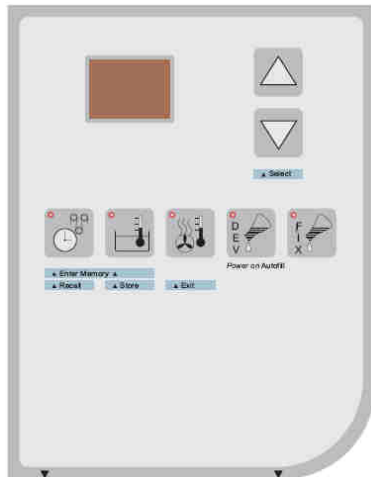 ▲ Select
D
E
V
F
I
X
▲ Enter Memory ▲
Power on Autofill
▲ Recall
▲ Store
▲ Exit